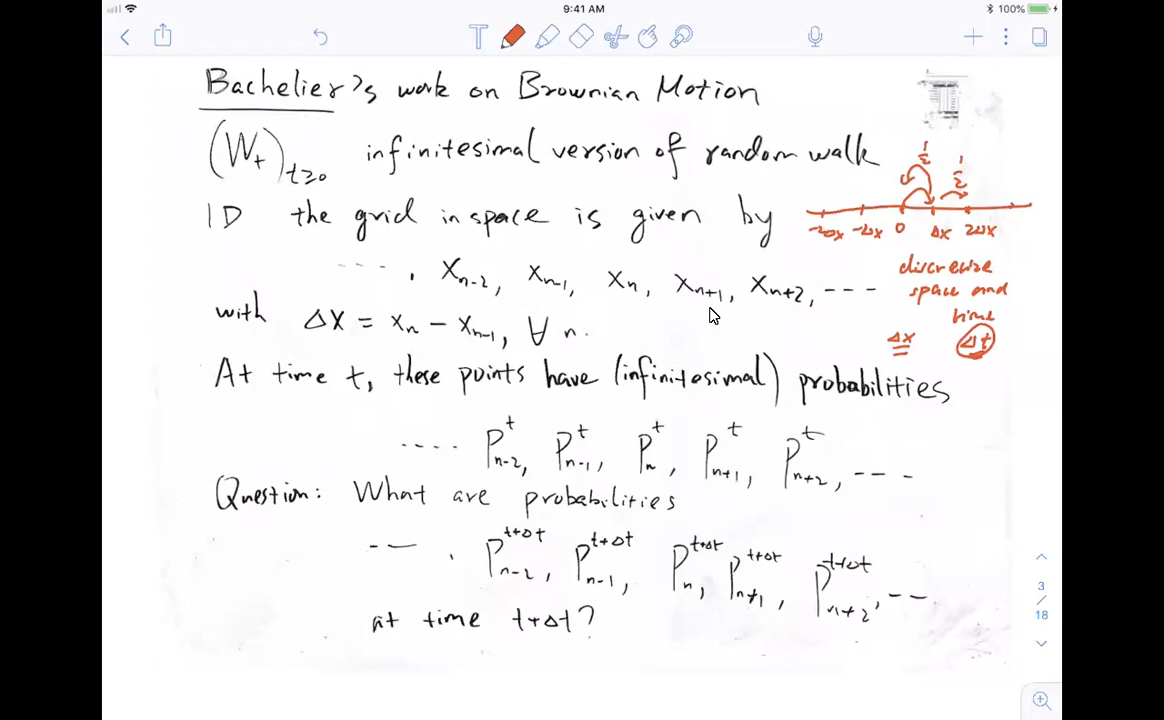 9:41 AM
100%
Bachelier's work on Brownian Motion
(W_t)_{t≥0} infinitesimal version of random walk
1/2 1/2
1D the grid in space is given by
-2Δx -Δx 0 Δx 2Δx
----, X_{n-2}, X_{n-1}, X_n, X_{n+1}, X_{n+2}, ---
discretize
space and
time
Δx Δt
with ΔX = X_n - X_{n-1}, ∀ n.
At time t, these points have (infinitesimal) probabilities
---- P^t_{n-2}, P^t_{n-1}, P^t_n, P^t_{n+1}, P^t_{n+2}, ---
Question: What are probabilities
---, P^{t+Δt}_{n-2}, P^{t+Δt}_{n-1}, P^{t+Δt}_n, P^{t+Δt}_{n+1}, P^{t+Δt}_{n+2}, --
at time t+Δt?
3
/
18